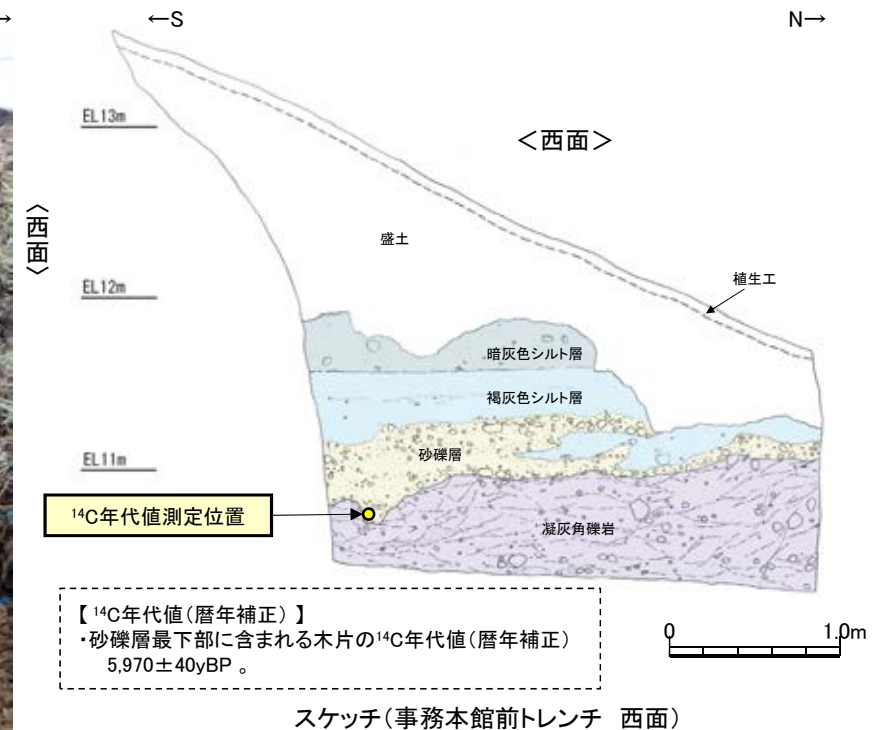 ←S
N→
EL13m
<西面>
〈西面〉
盛土
植生工
EL12m
暗灰色シルト層
褐灰色シルト層
砂礫層
EL11m
¹⁴C年代値測定位置
凝灰角礫岩
【 ¹⁴C年代値(暦年補正) 】
・砂礫層最下部に含まれる木片の¹⁴C年代値(暦年補正)
5,970±40yBP 。
0 1.0m
スケッチ(事務本館前トレンチ 西面)